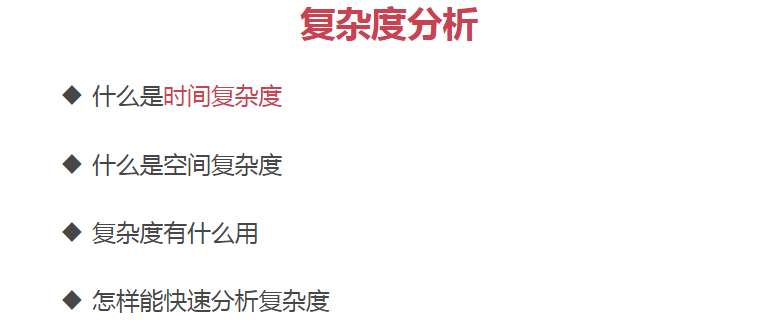 复杂度分析
◆ 什么是时间复杂度
◆ 什么是空间复杂度
◆ 复杂度有什么用
◆ 怎样能快速分析复杂度